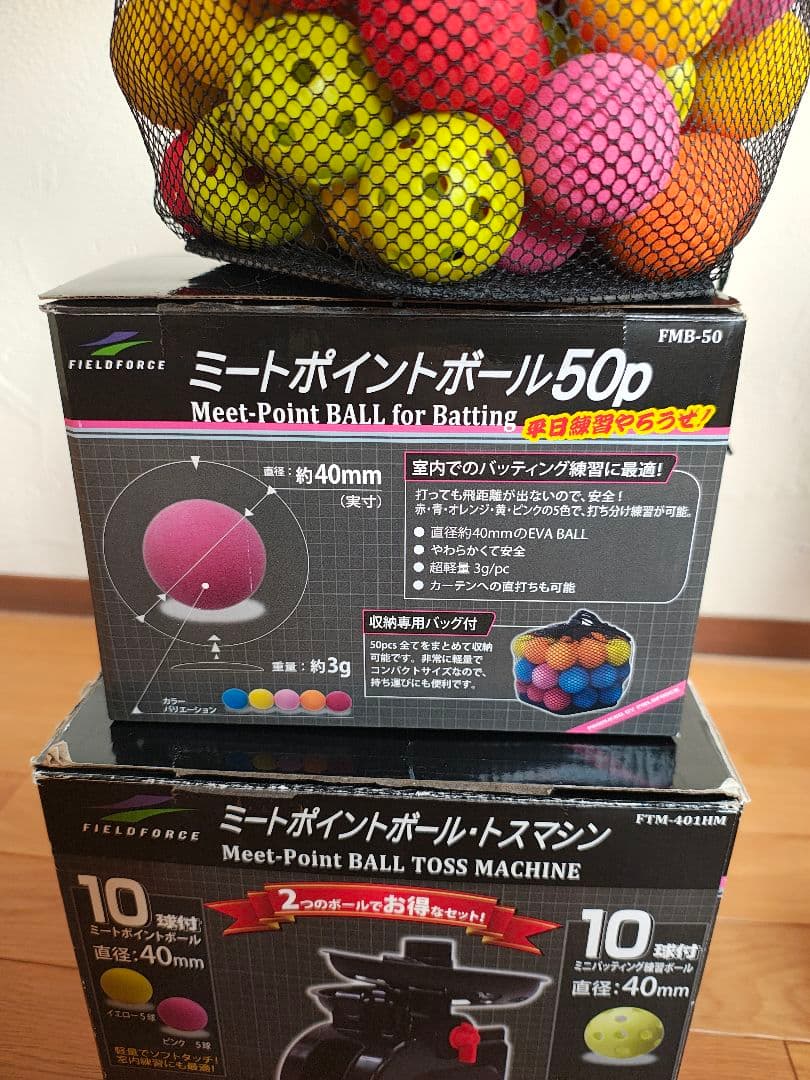 FIELDFORCE
FMB-50
ミートポイントボール50p
Meet-Point BALL for Batting
平日練習やろうぜ!
直径：約40mm
(実寸)
室内でのバッティング練習に最適!
打っても飛距離が出ないので、安全！
赤・青・オレンジ・黄・ピンクの5色で、打ち分け練習が可能。
● 直径約40mmのEVA BALL
● やわらかくて安全
● 超軽量 3g/pc
● カーテンへの直打ちも可能
収納専用バッグ付
50pcs 全てをまとめて収納
可能です。非常に軽量で
コンパクトサイズなので、
持ち運びにも便利です。
重量：約3g
カラー
バリエーション
PRODUCED BY FIELDFORCE
FIELDFORCE
ミートポイントボール・トスマシン
FTM-401HM
Meet-Point BALL TOSS MACHINE
2つのボールでお得なセット!
10球付
ミートポイントボール
直径：40mm
イエロー5球
ピンク 5球
軽量でソフトタッチ!
室内練習にも最適!
10球付
ミニバッティング練習ボール
直径：40mm